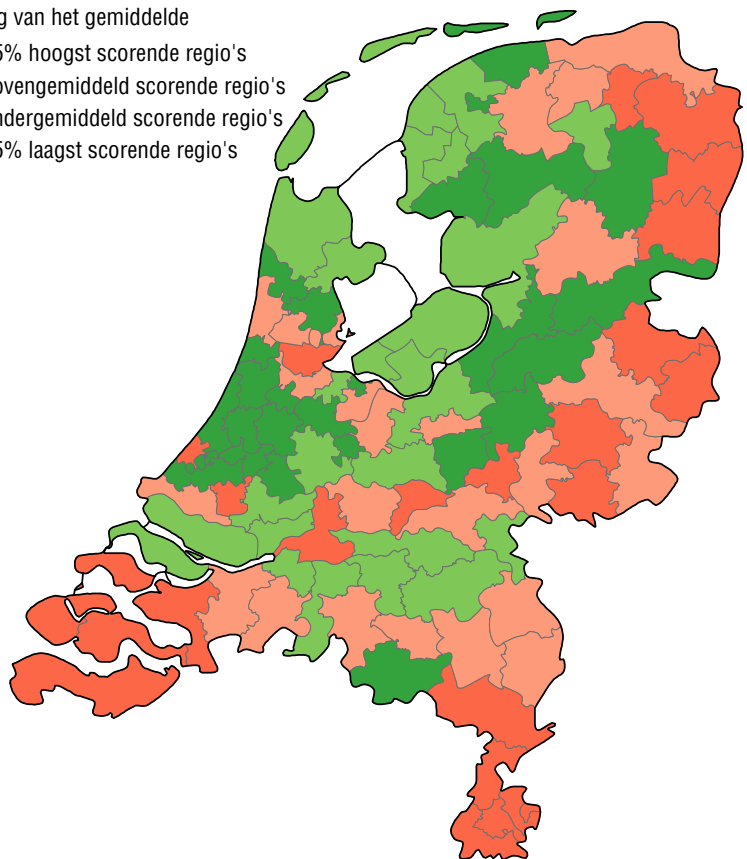 g van het gemiddelde
5% hoogst scorende regio's
ovengemiddeld scorende regio's
ndergemiddeld scorende regio's
5% laagst scorende regio's